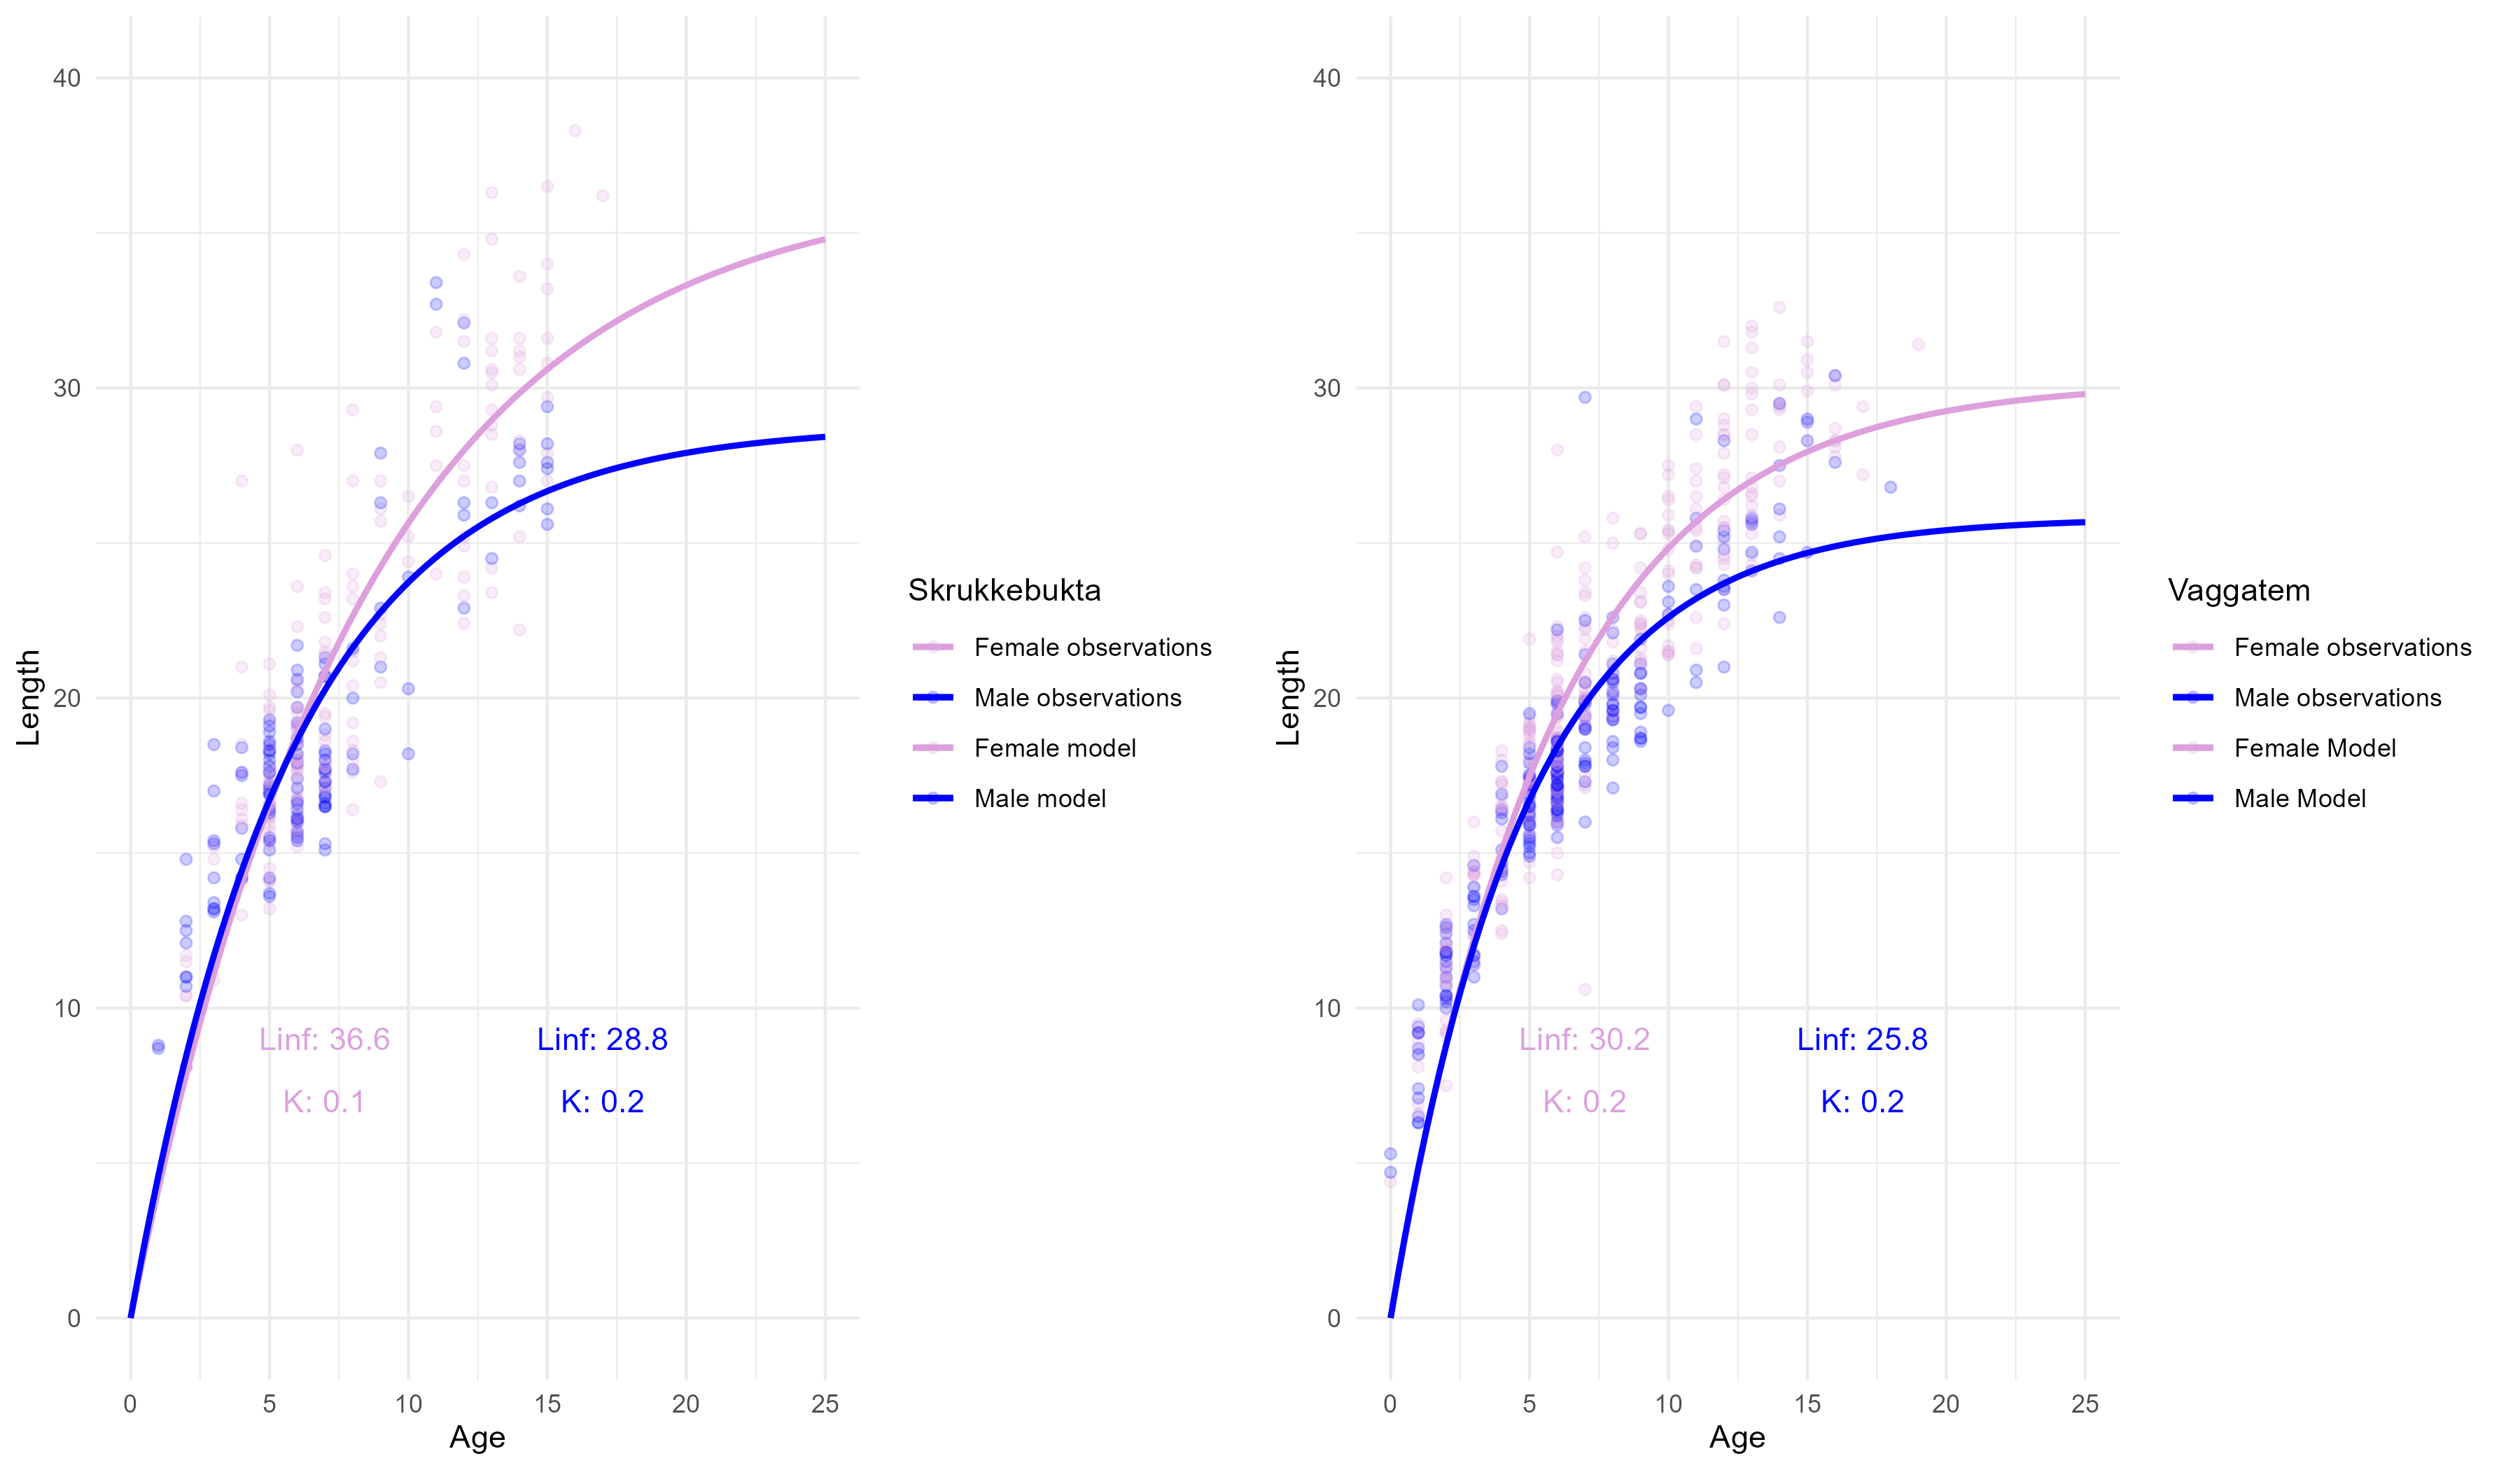 40
30
20
10
0
Length
0 5 10 15 20 25
Age
Linf: 36.6
K: 0.1
Linf: 28.8
K: 0.2
Skrukkebukta
Female observations
Male observations
Female model
Male model
40
30
20
10
0
Length
0 5 10 15 20 25
Age
Linf: 30.2
K: 0.2
Linf: 25.8
K: 0.2
Vaggatem
Female observations
Male observations
Female Model
Male Model